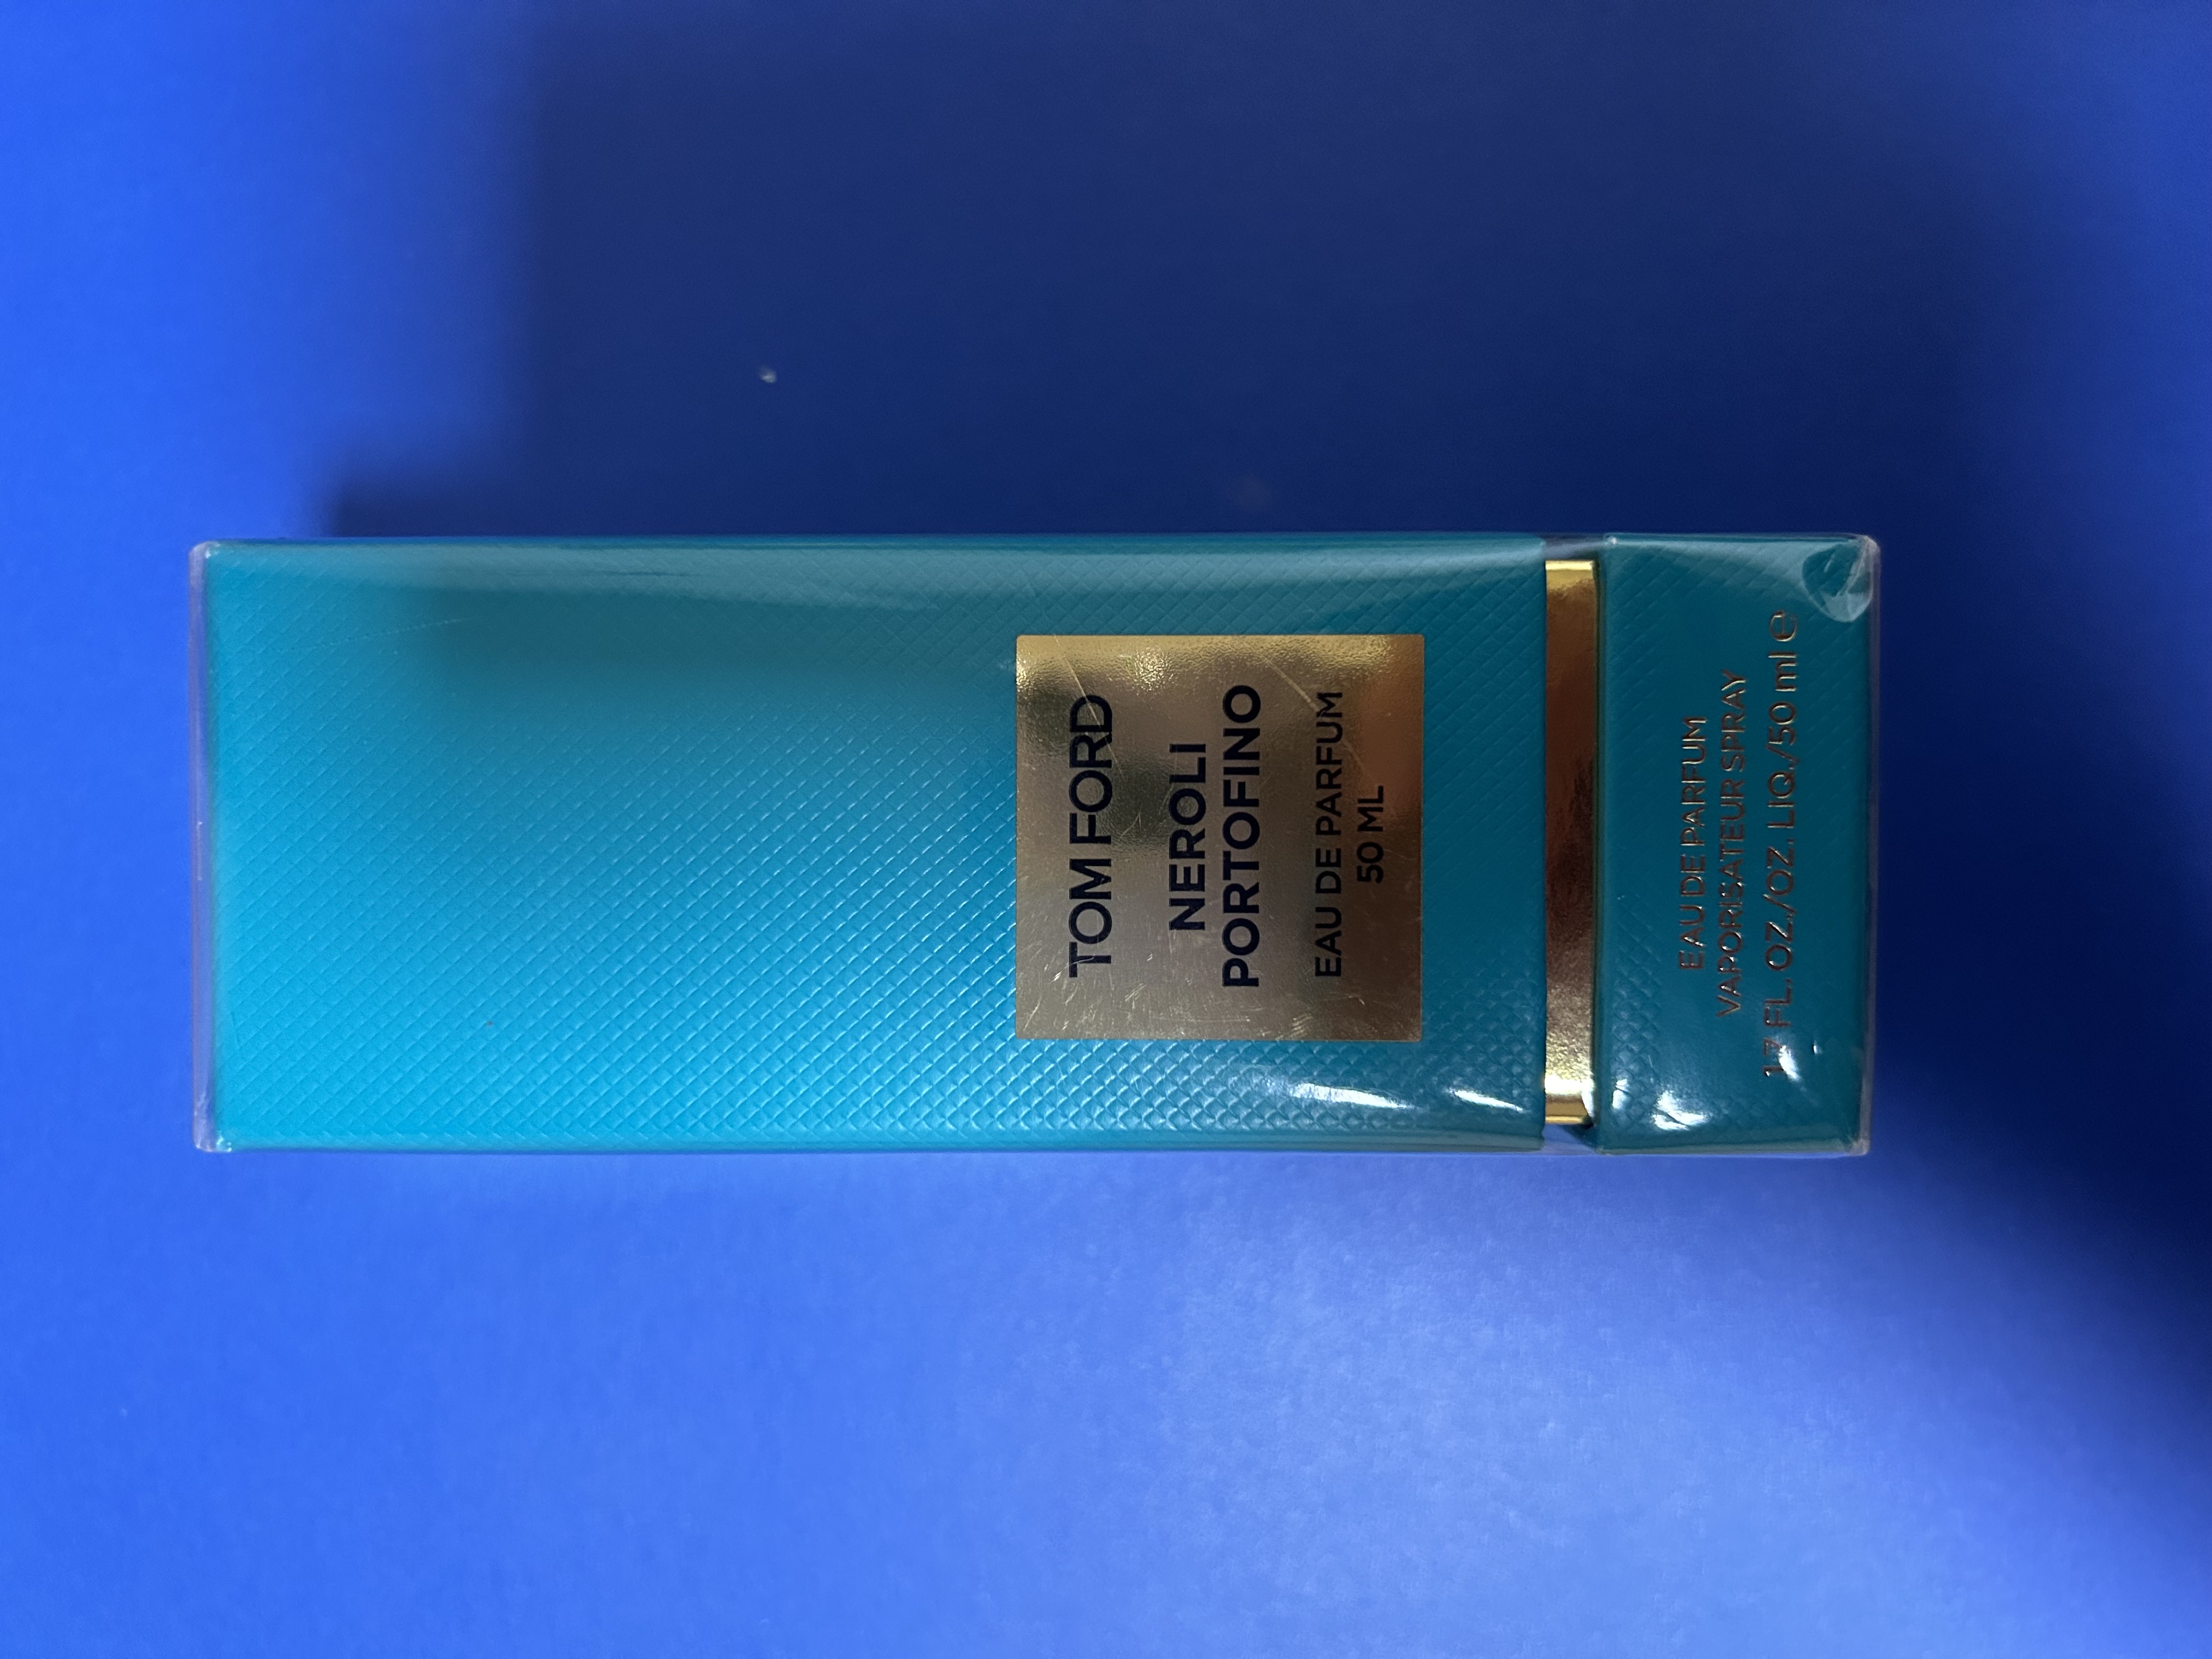 TOM FORD
NEROLI
PORTOFINO
EAU DE PARFUM
50 ML
EAU DE PARFUM
VAPORISATEUR SPRAY
1.7 FL. OZ./OZ. LIQ./50 ml ℮